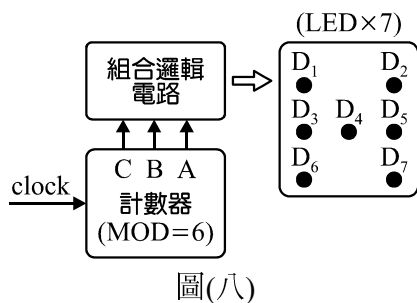 (LED×7)
組合邏輯
電路
D₁ D₂
D₃ D₄ D₅
D₆ D₇
C B A
clock
計數器
(MOD=6)
圖(八)